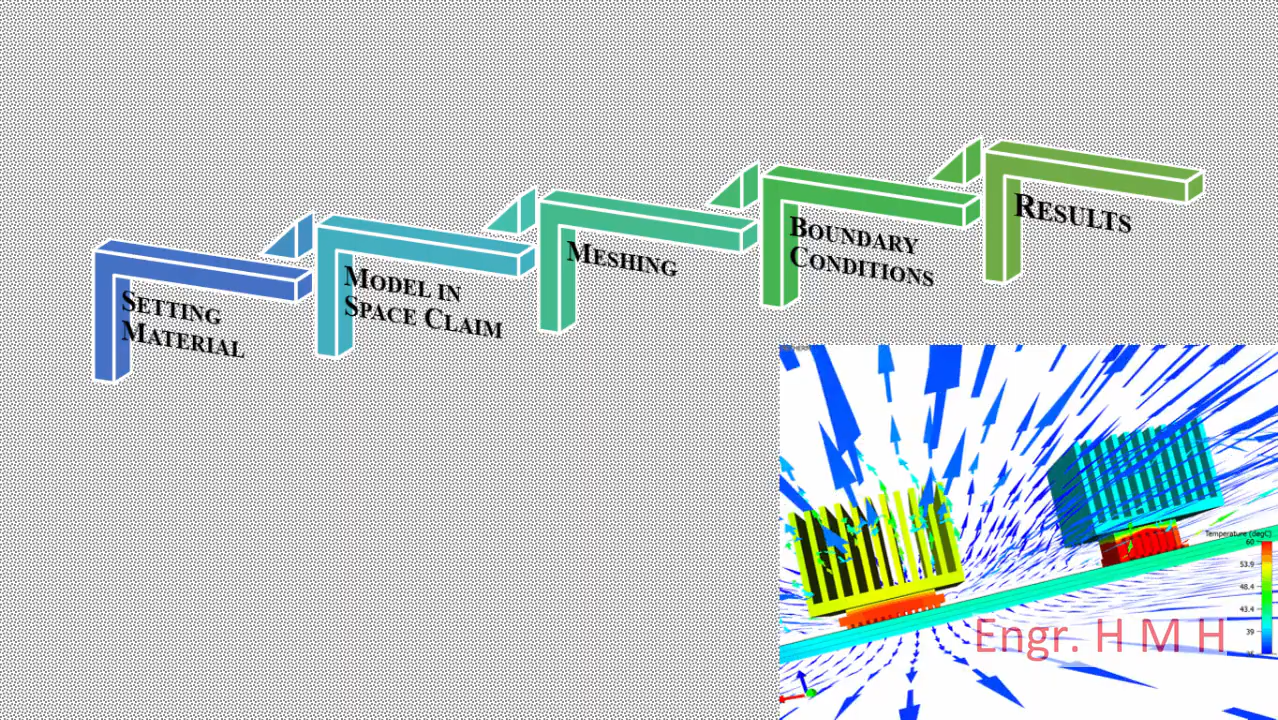 SETTING
MATERIAL
MODEL IN
SPACE CLAIM
MESHING
BOUNDARY
CONDITIONS
RESULTS
Temperature (degC)
60
53.9
48.4
43.4
39
Engr. H M H